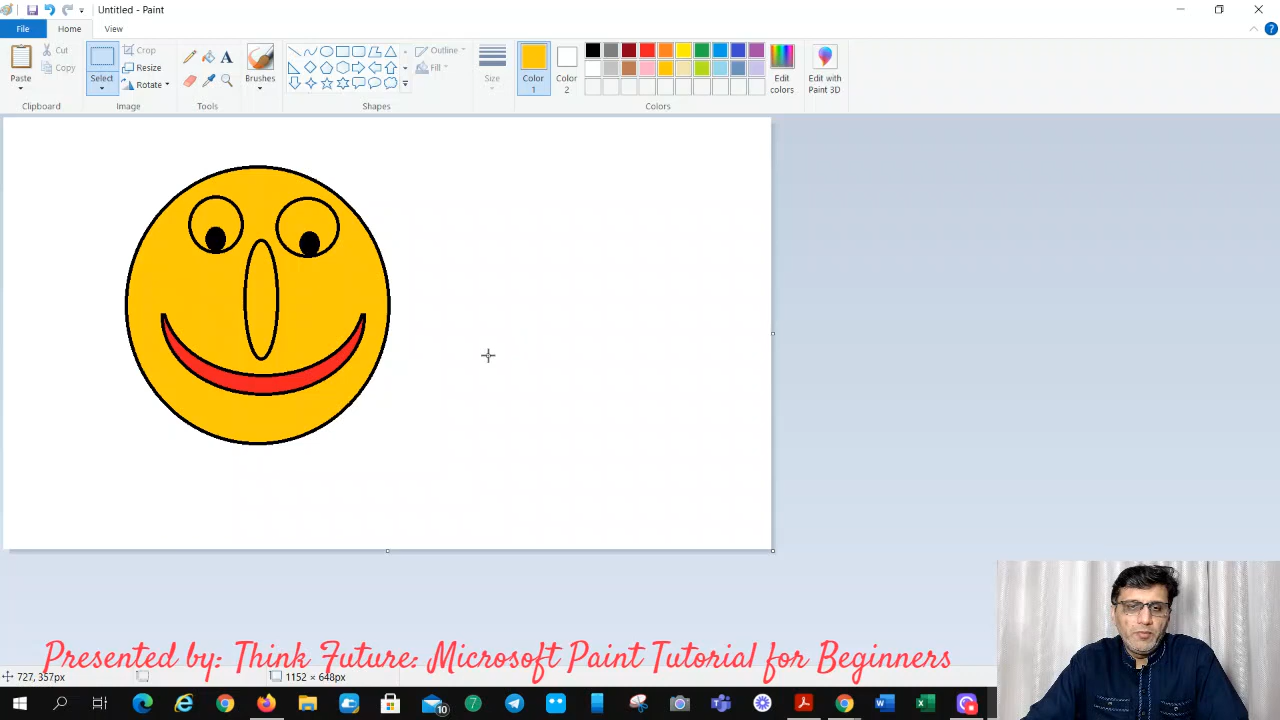 Untitled - Paint
File Home View
Paste
Cut
Copy
Clipboard
Select
Crop
Resize
Rotate
Image
A
Tools
Brushes
Shapes
Outline
Fill
Size
Color 1
Color 2
Colors
Edit colors
Edit with Paint 3D
Presented by: Think Future: Microsoft Paint Tutorial for Beginners
727, 357px
1152 × 648px
10
7